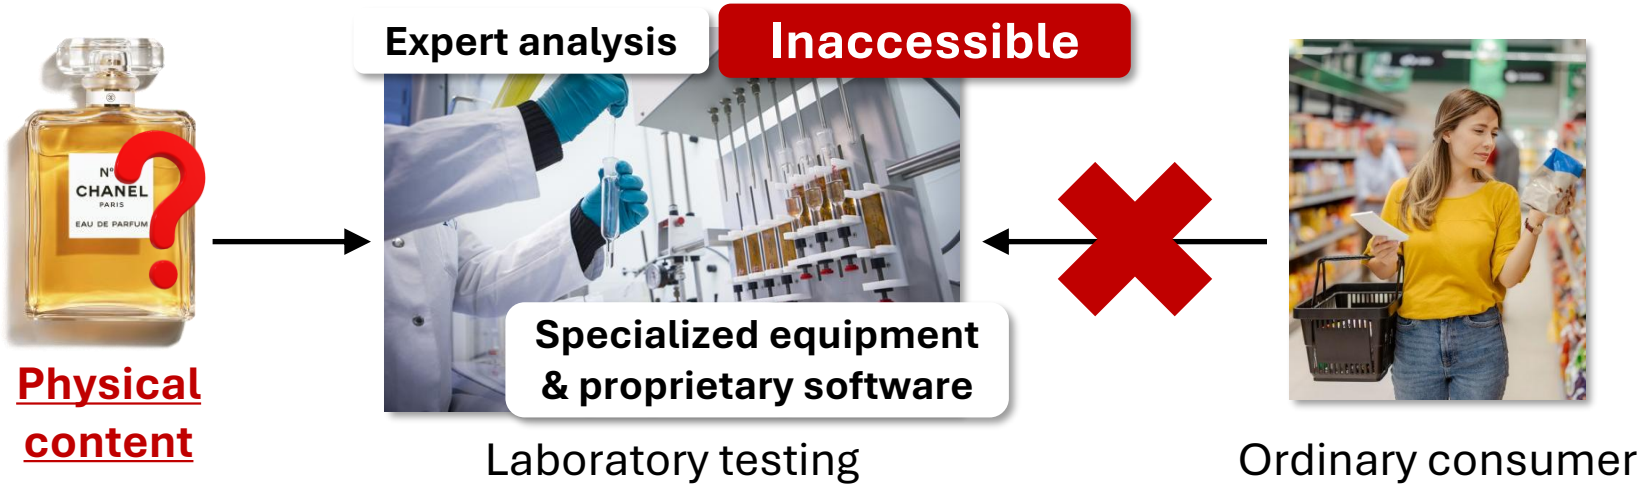 Expert analysis
Inaccessible
N°
CHANEL
PARIS
EAU DE PARFUM
?
Specialized equipment
& proprietary software
Physical
content
Laboratory testing
Ordinary consumer